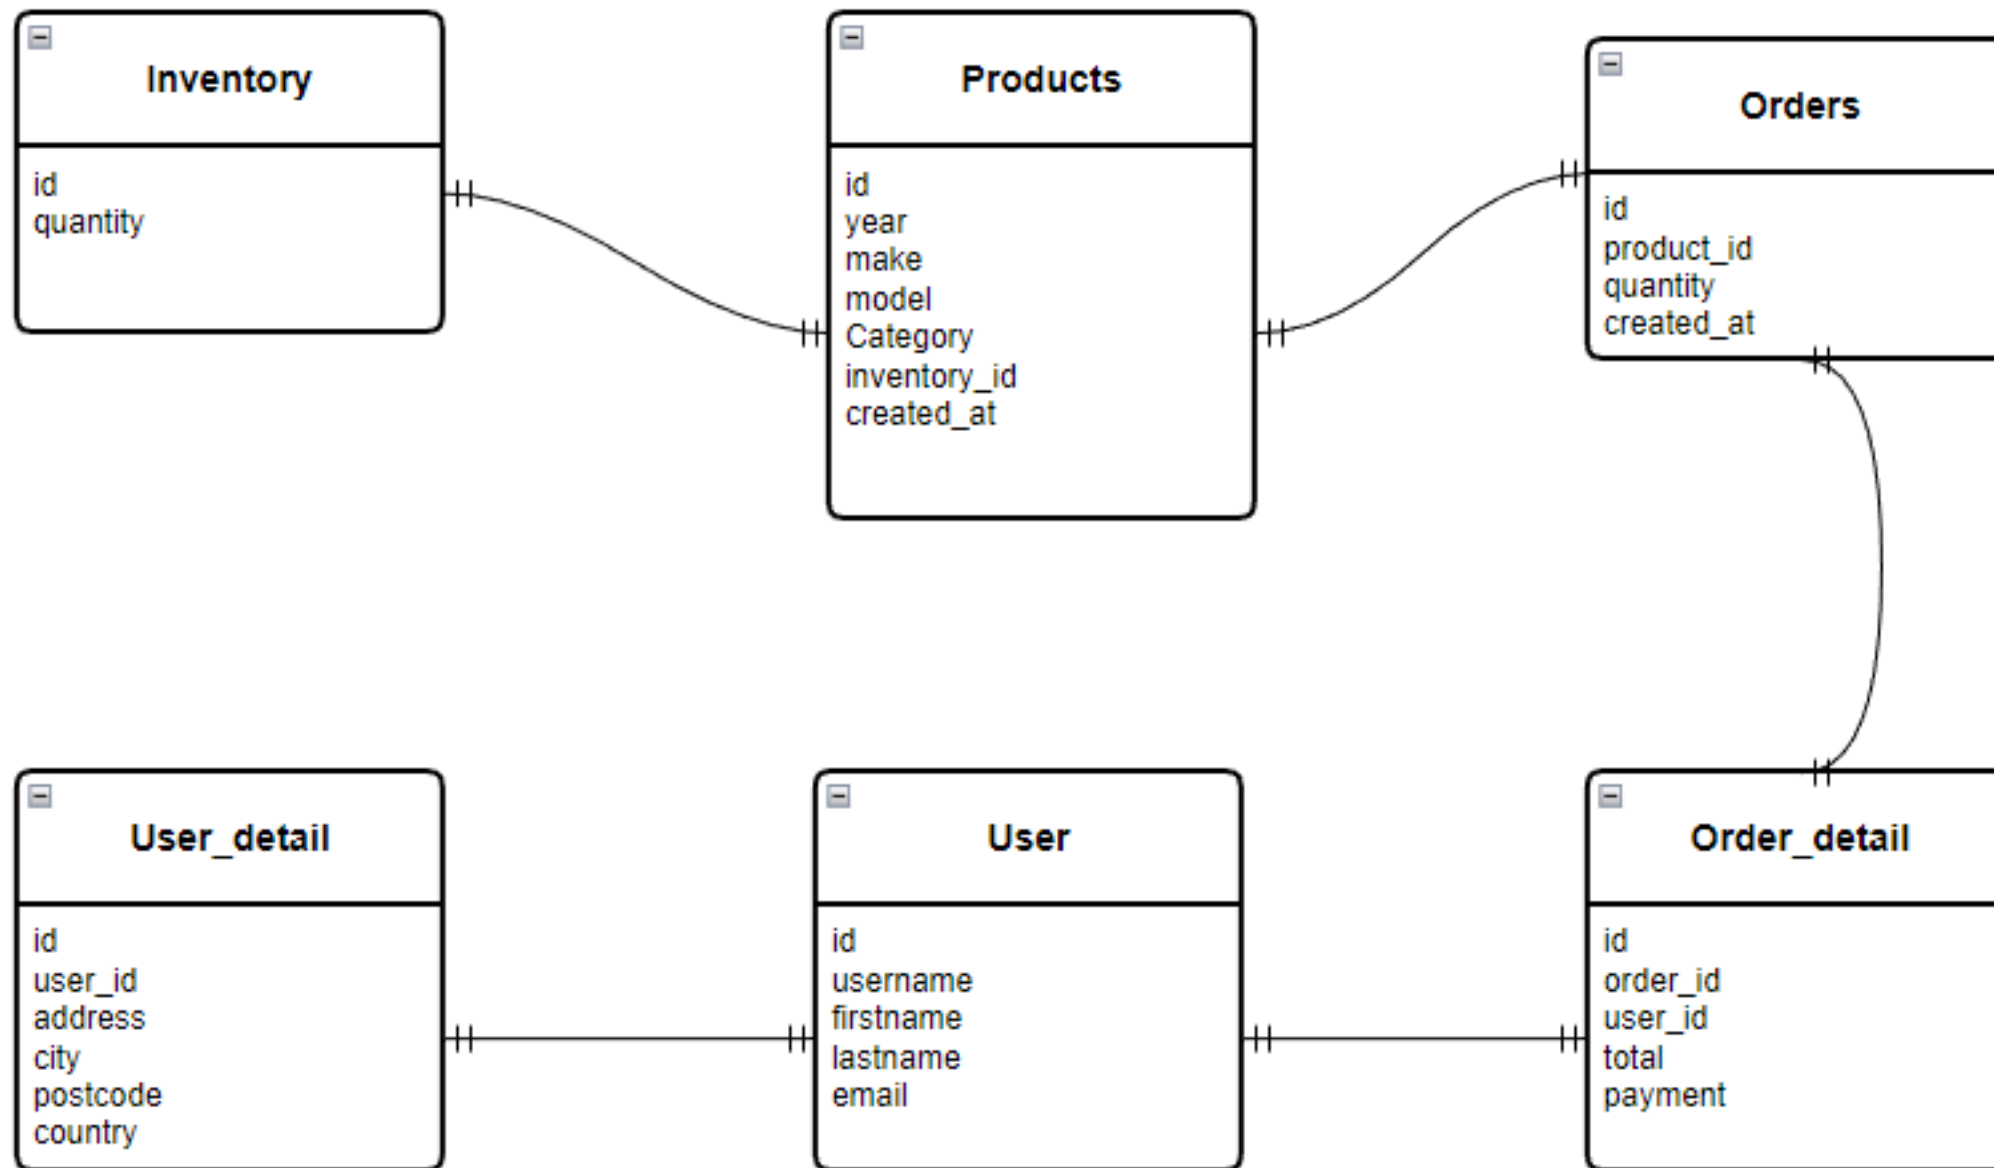 Inventory
id
quantity
Products
id
year
make
model
Category
inventory_id
created_at
Orders
id
product_id
quantity
created_at
User_detail
id
user_id
address
city
postcode
country
User
id
username
firstname
lastname
email
Order_detail
id
order_id
user_id
total
payment